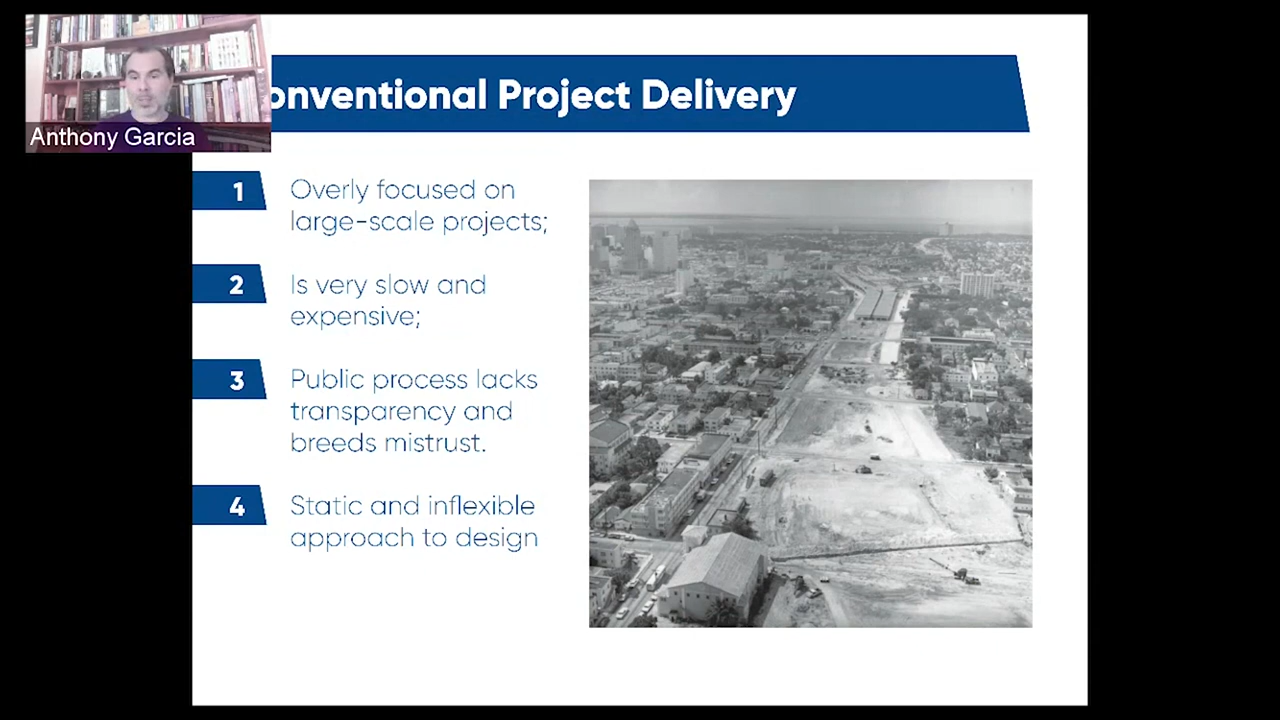 onventional Project Delivery
Anthony Garcia
1
Overly focused on
large-scale projects;
2
Is very slow and
expensive;
3
Public process lacks
transparency and
breeds mistrust.
4
Static and inflexible
approach to design